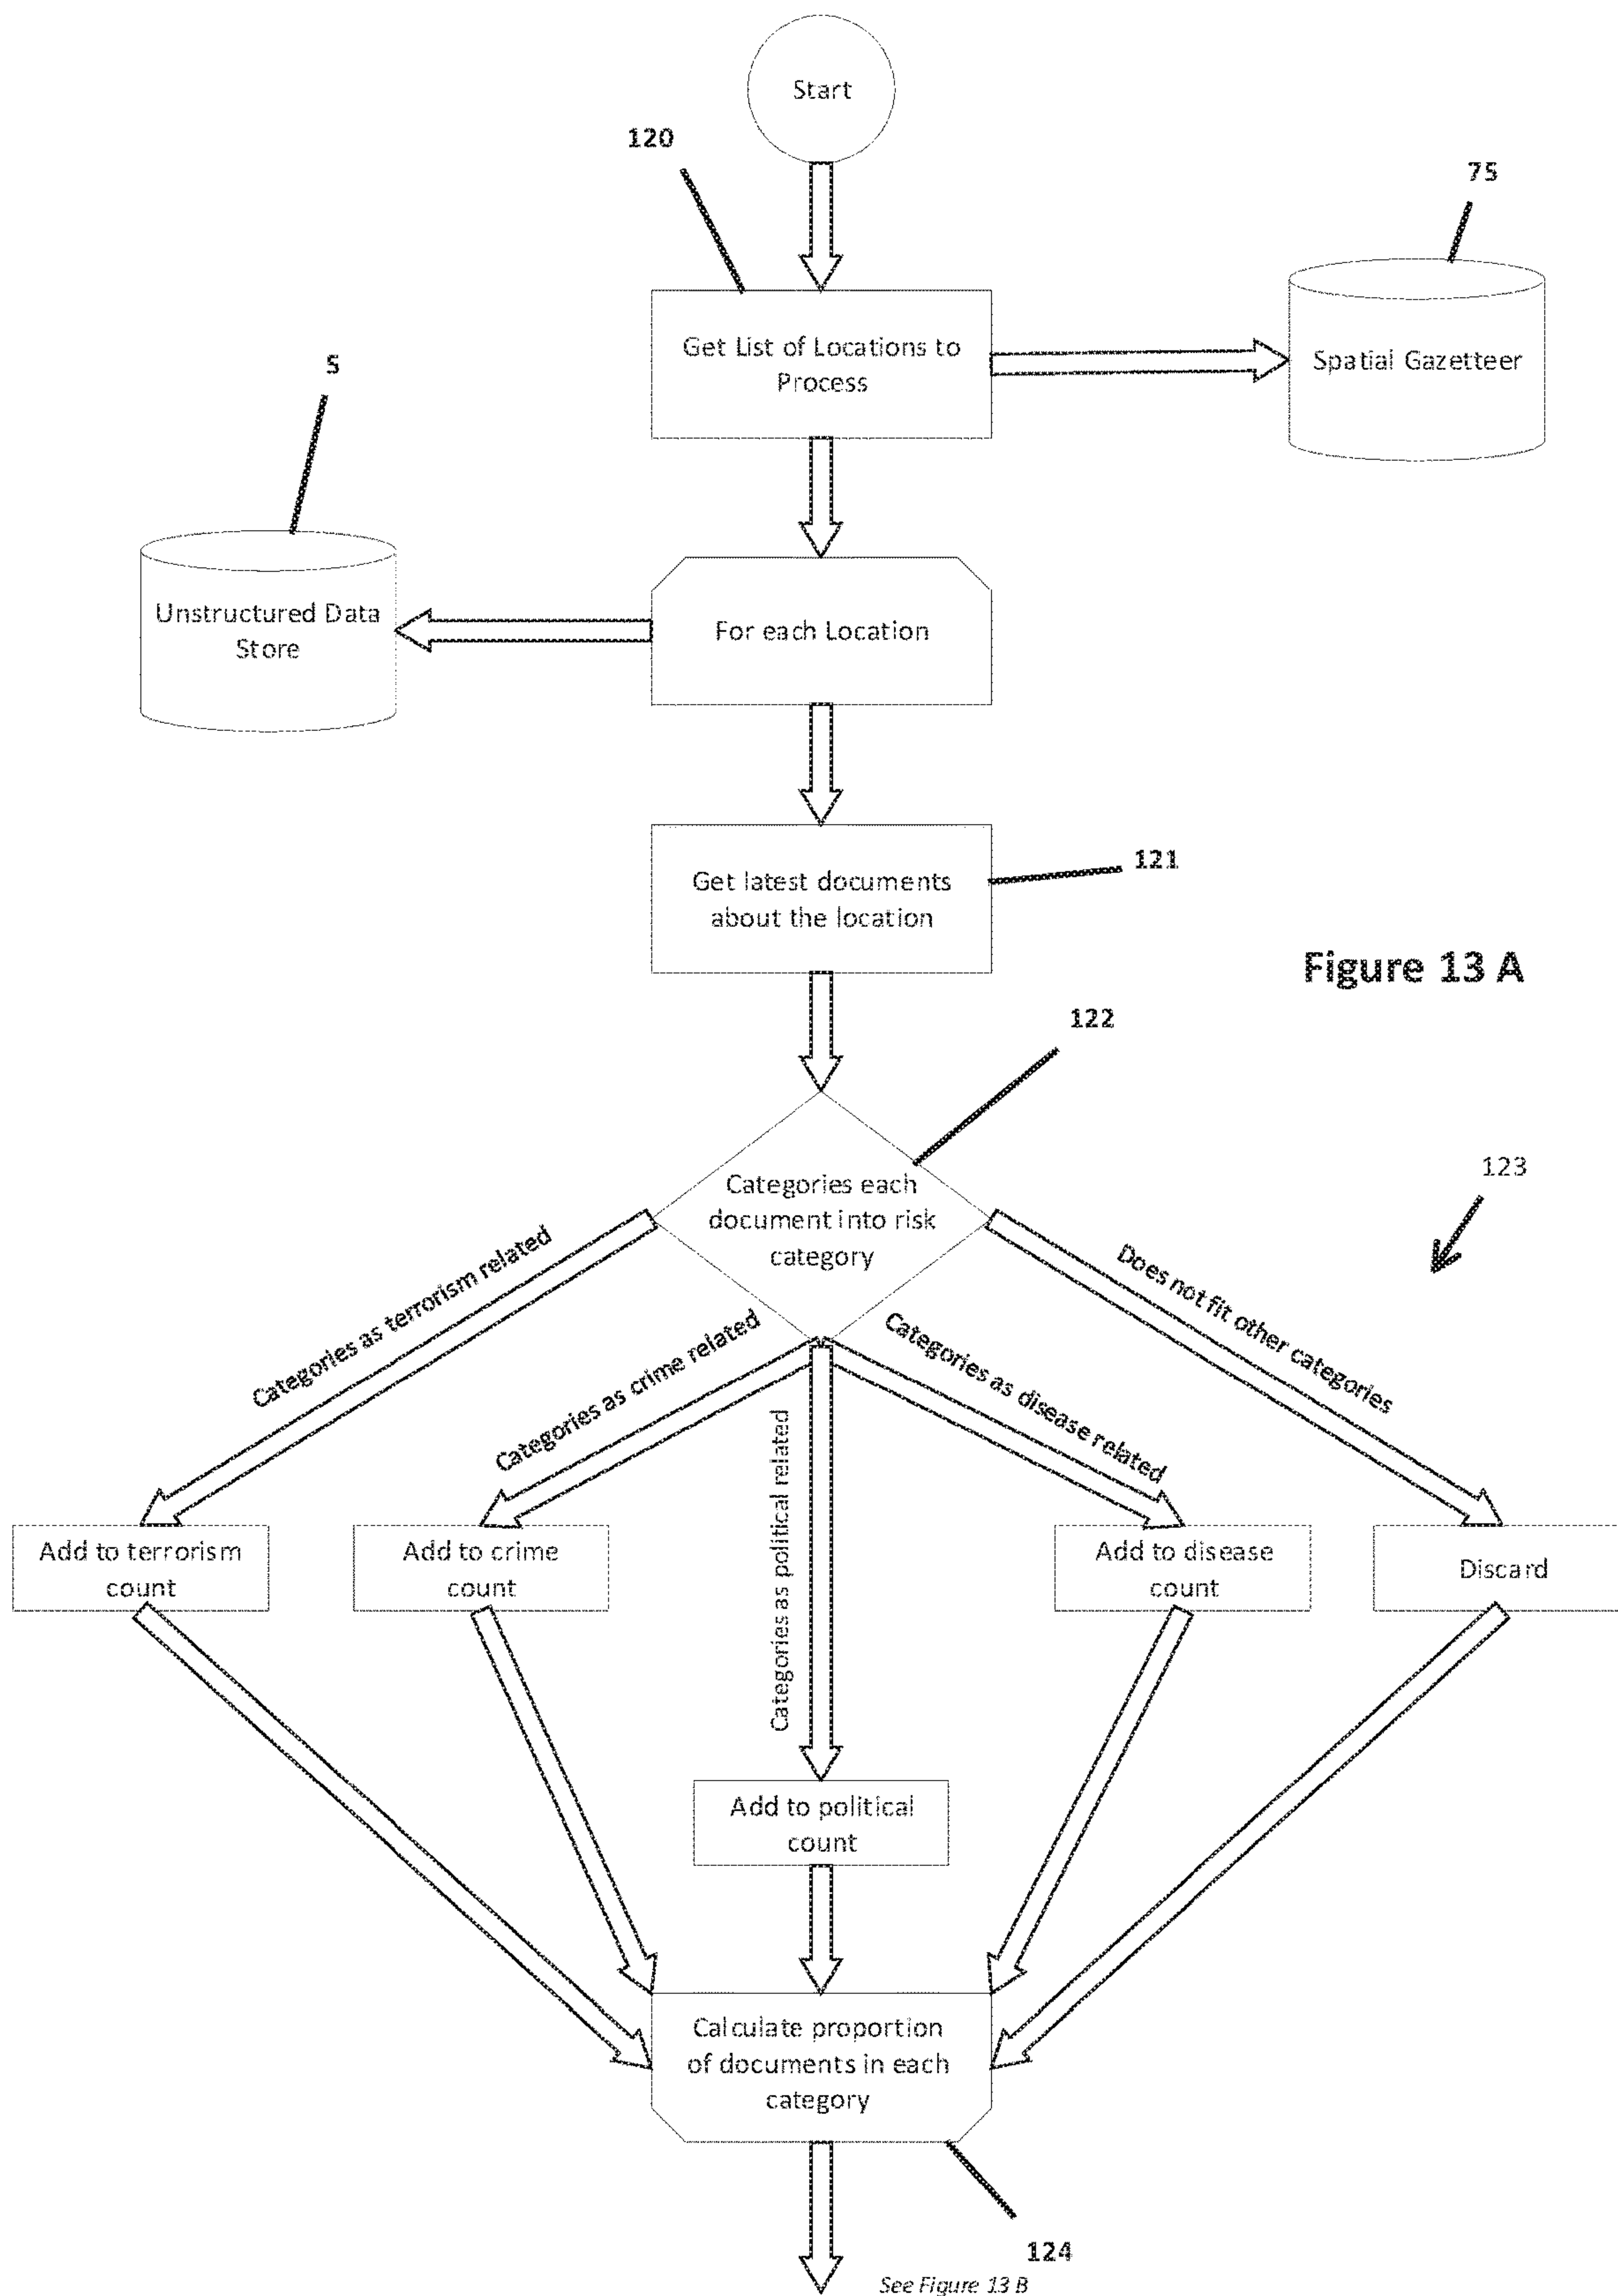 Start
120
75
Get List of Locations to
Process
Spatial Gazetteer
5
Unstructured Data
Store
For each Location
Get latest documents
about the location
121
Figure 13 A
122
Categories each
document into risk
category
123
Categories as terrorism related
Categories as crime related
Categories as political related
Categories as disease related
Does not fit other categories
Add to terrorism
count
Add to crime
count
Add to disease
count
Discard
Add to political
count
Calculate proportion
of documents in each
category
124
See Figure 13 B